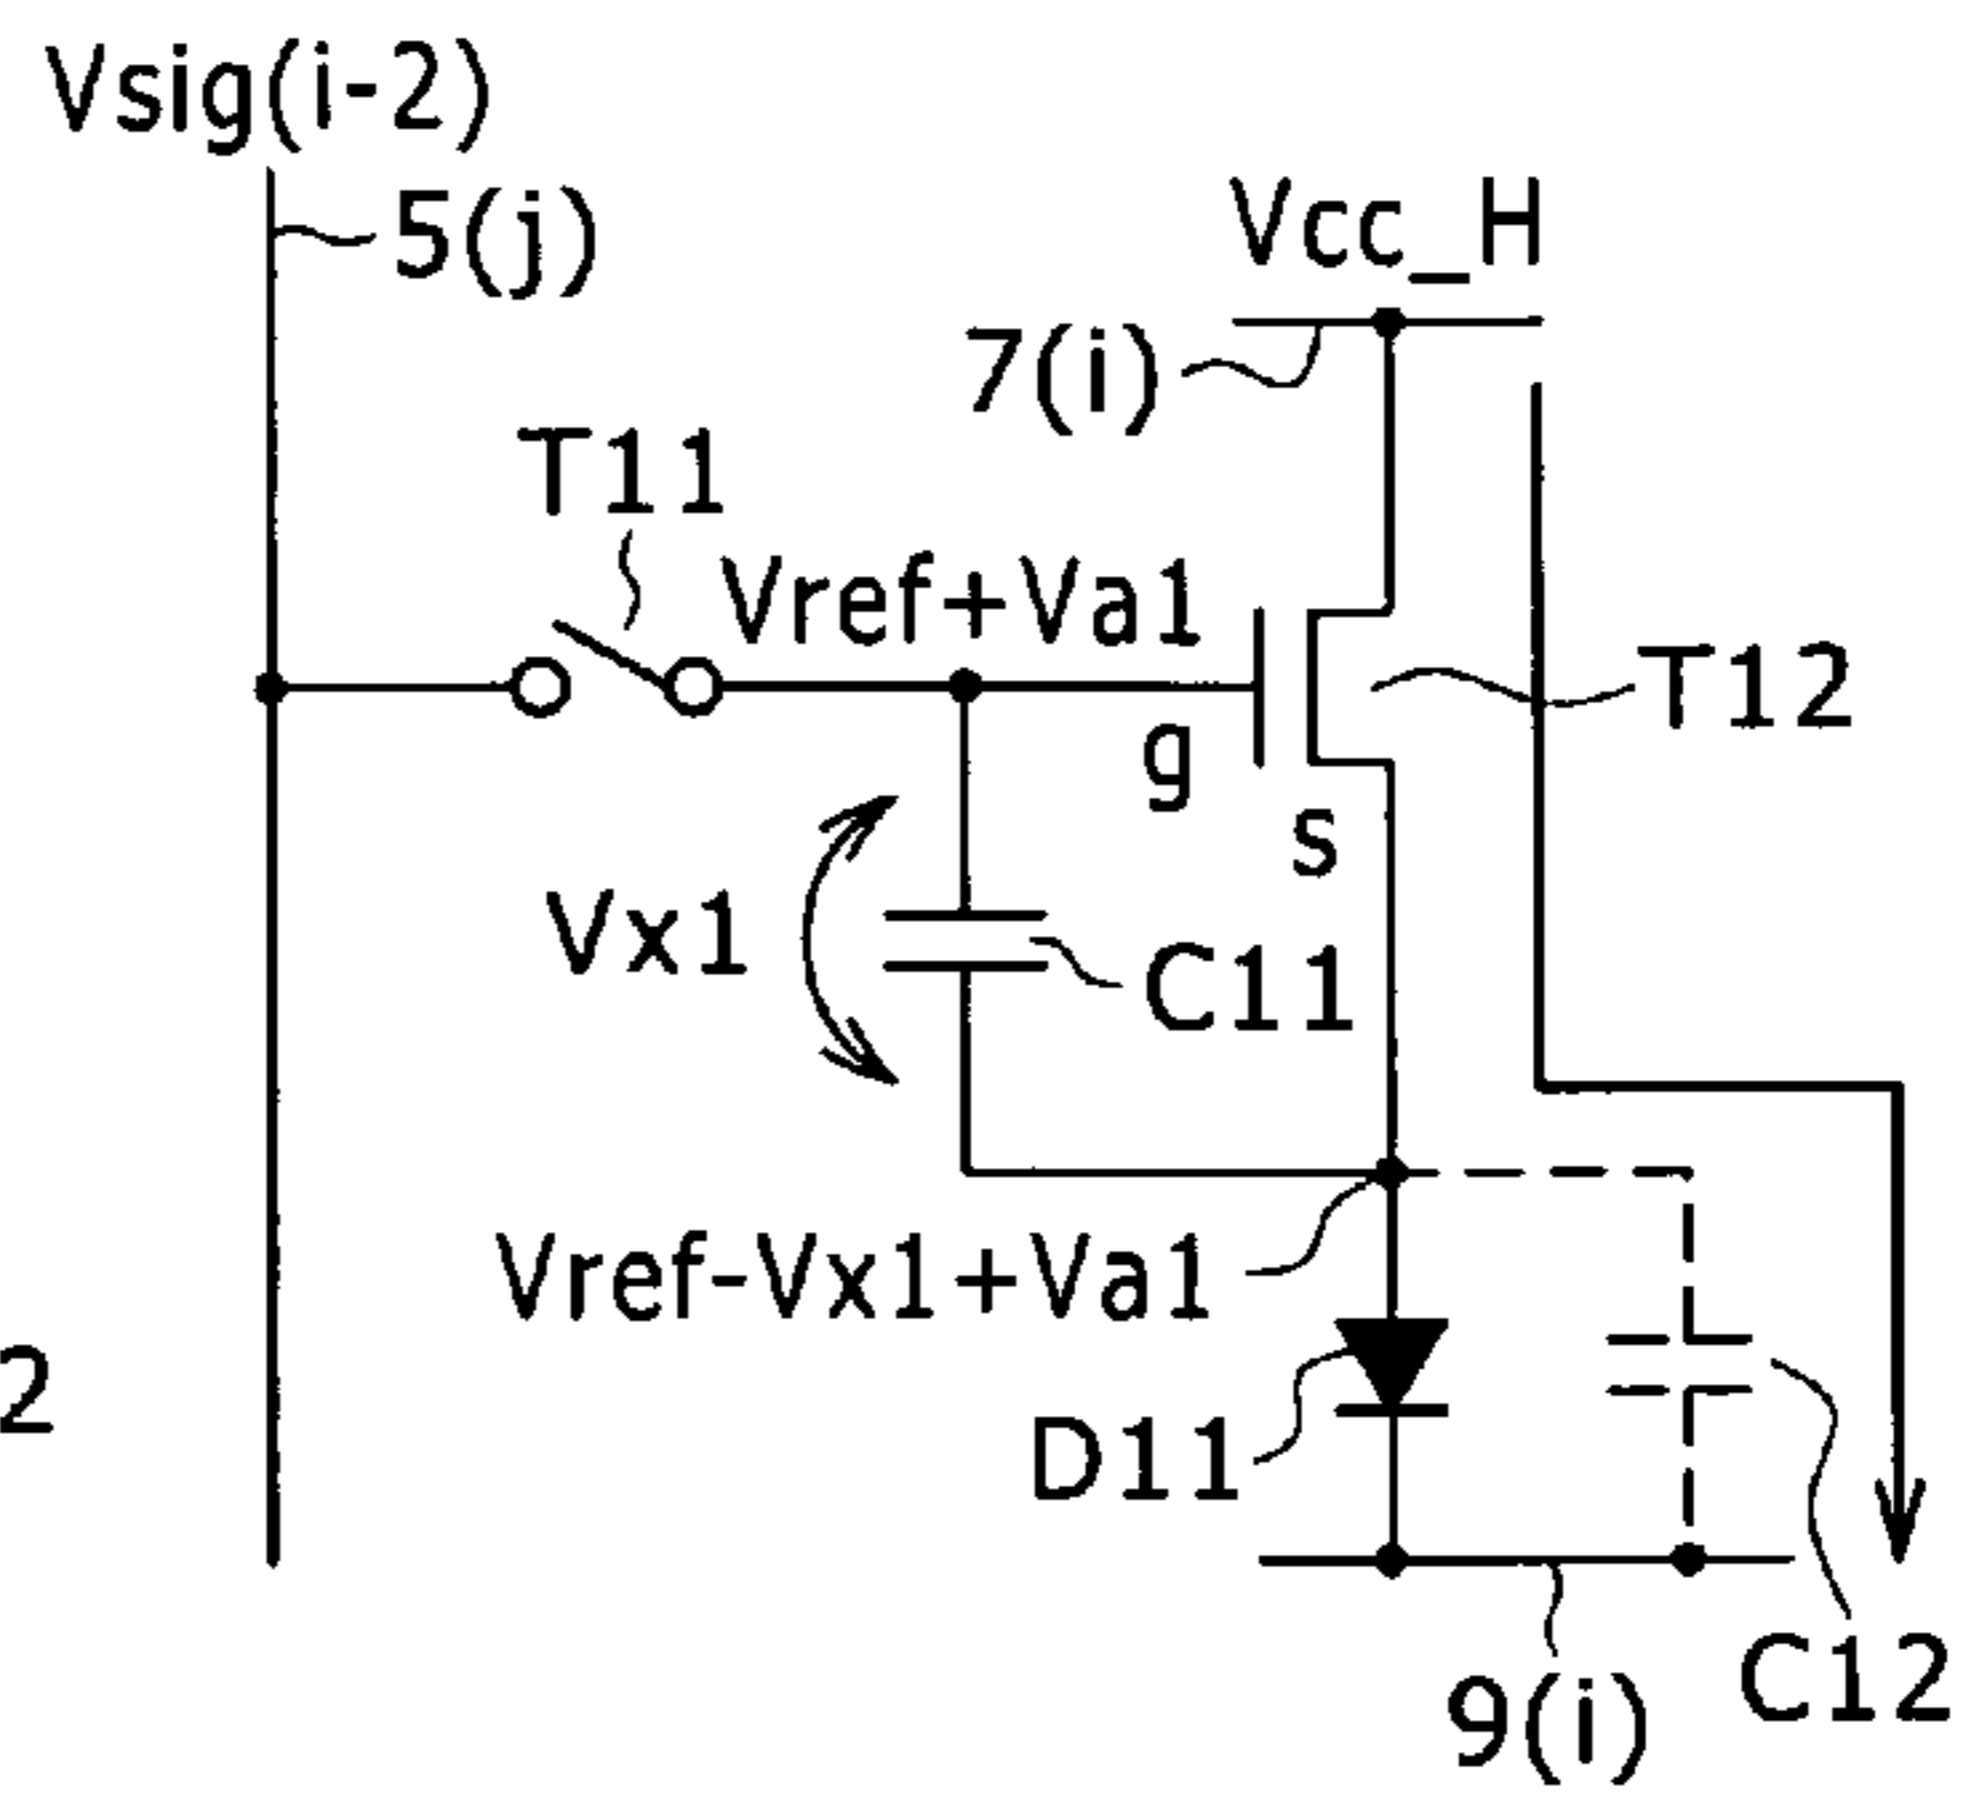 Vsig(i-2)
5(j)
Vcc_H
7(i)
T11
Vref+Va1
T12
g
s
Vx1
C11
Vref-Vx1+Va1
2
D11
C12
9(i)